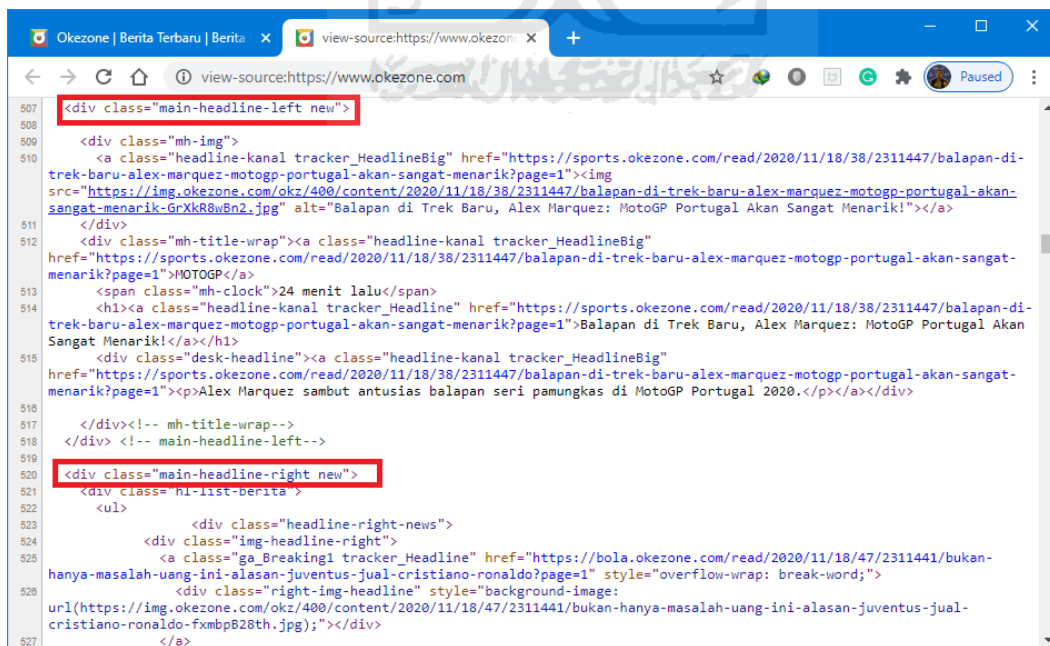 Okezone | Berita Terbaru | Berita
view-source:https://www.okezon
view-source:https://www.okezone.com
Paused
507 <div class="main-headline-left new">
508
509 <div class="mh-img">
510 <a class="headline-kanal tracker_HeadlineBig" href="https://sports.okezone.com/read/2020/11/18/38/2311447/balapan-di-
trek-baru-alex-marquez-motogp-portugal-akan-sangat-menarik?page=1"><img
src="https://img.okezone.com/okz/400/content/2020/11/18/38/2311447/balapan-di-trek-baru-alex-marquez-motogp-portugal-akan-
sangat-menarik-GrXkR8wBn2.jpg" alt="Balapan di Trek Baru, Alex Marquez: MotoGP Portugal Akan Sangat Menarik!"></a>
511 </div>
512 <div class="mh-title-wrap"><a class="headline-kanal tracker_HeadlineBig"
href="https://sports.okezone.com/read/2020/11/18/38/2311447/balapan-di-trek-baru-alex-marquez-motogp-portugal-akan-sangat-
menarik?page=1">MOTOGP</a>
513 <span class="mh-clock">24 menit lalu</span>
514 <h1><a class="headline-kanal tracker_Headline" href="https://sports.okezone.com/read/2020/11/18/38/2311447/balapan-di-
trek-baru-alex-marquez-motogp-portugal-akan-sangat-menarik?page=1">Balapan di Trek Baru, Alex Marquez: MotoGP Portugal Akan
Sangat Menarik!</a></h1>
515 <div class="desk-headline"><a class="headline-kanal tracker_HeadlineBig"
href="https://sports.okezone.com/read/2020/11/18/38/2311447/balapan-di-trek-baru-alex-marquez-motogp-portugal-akan-sangat-
menarik?page=1"><p>Alex Marquez sambut antusias balapan seri pamungkas di MotoGP Portugal 2020.</p></a></div>
516
517 </div><!-- mh-title-wrap-->
518 </div> <!-- main-headline-left-->
519
520 <div class="main-headline-right new">
521 <div class="hl-list-berita">
522 <ul>
523 <div class="headline-right-news">
524 <div class="img-headline-right">
525 <a class="ga_Breaking1 tracker_Headline" href="https://bola.okezone.com/read/2020/11/18/47/2311441/bukan-
hanya-masalah-uang-ini-alasan-juventus-jual-cristiano-ronaldo?page=1" style="overflow-wrap: break-word;">
526 <div class="right-img-headline" style="background-image:
url(https://img.okezone.com/okz/400/content/2020/11/18/47/2311441/bukan-hanya-masalah-uang-ini-alasan-juventus-jual-
cristiano-ronaldo-fxmbpB28th.jpg);"></div>
527 </a>